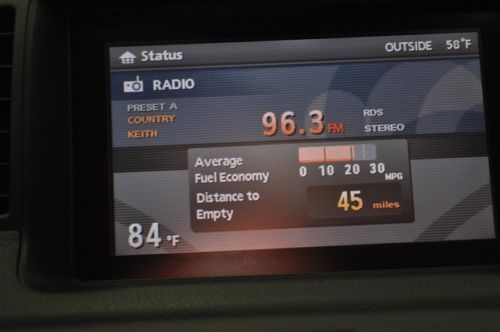 Status OUTSIDE 58°F
RADIO
PRESET A
COUNTRY
KEITH
96.3 FM
RDS
STEREO
Average
Fuel Economy
0 10 20 30
MPG
Distance to
Empty
45 miles
84 °F